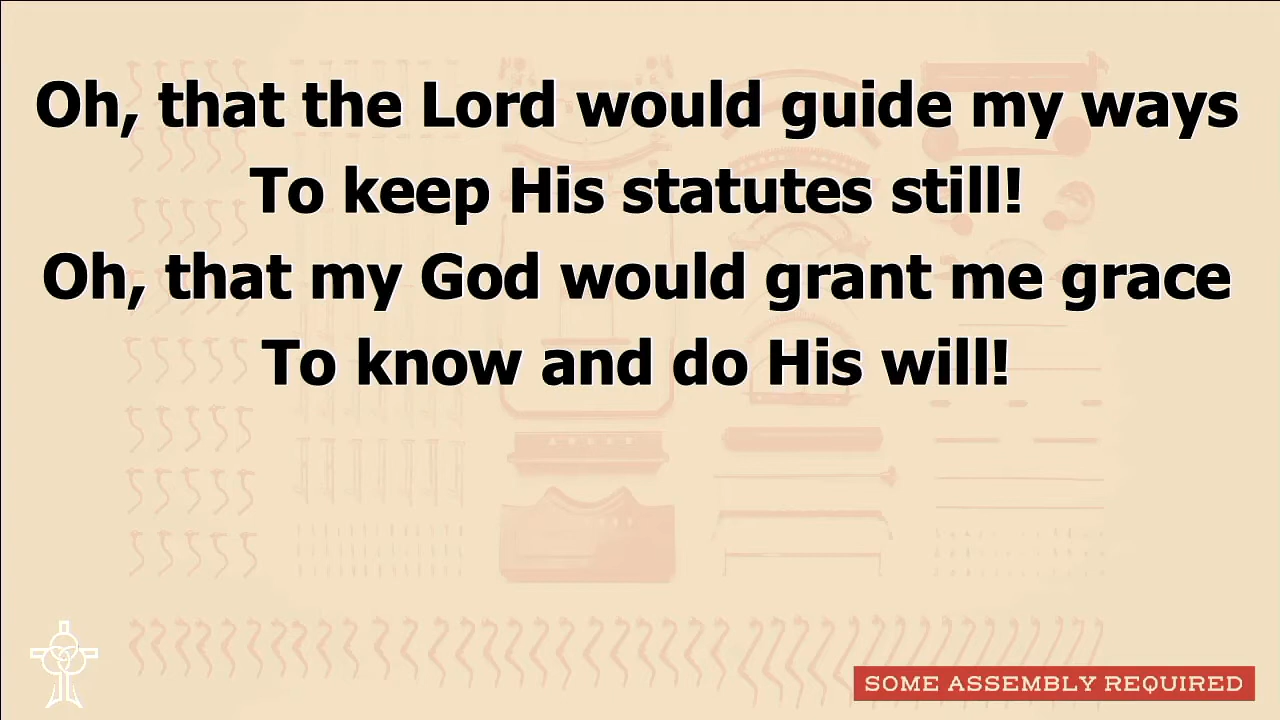 Oh, that the Lord would guide my ways
To keep His statutes still!
Oh, that my God would grant me grace
To know and do His will!
SOME ASSEMBLY REQUIRED